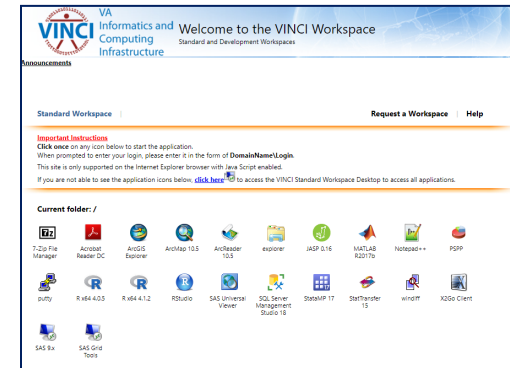 VINCI
VA
Informatics and
Computing
Infrastructure
Welcome to the VINCI Workspace
Standard and Development Workspaces
Announcements
Standard Workspace
Request a Workspace
Help
Important Instructions
Click once on any icon below to start the application.
When prompted to enter your login, please enter it in the form of DomainName\Login.
This site is only supported on the Internet Explorer browser with Java Script enabled.
If you are not able to see the application icons below, click here to access the VINCI Standard Workspace Desktop to access all applications.
Current folder: /
7-Zip File Manager
Acrobat Reader DC
ArcGIS Explorer
ArcMap 10.5
ArcReader 10.5
explorer
JASP 0.16
MATLAB R2017b
Notepad++
PSPP
putty
R x64 4.0.5
R x64 4.1.2
RStudio
SAS Universal Viewer
SQL Server Management Studio 18
StataMP 17
StatTransfer 15
windiff
X2Go Client
SAS 9.x
SAS Grid Tools